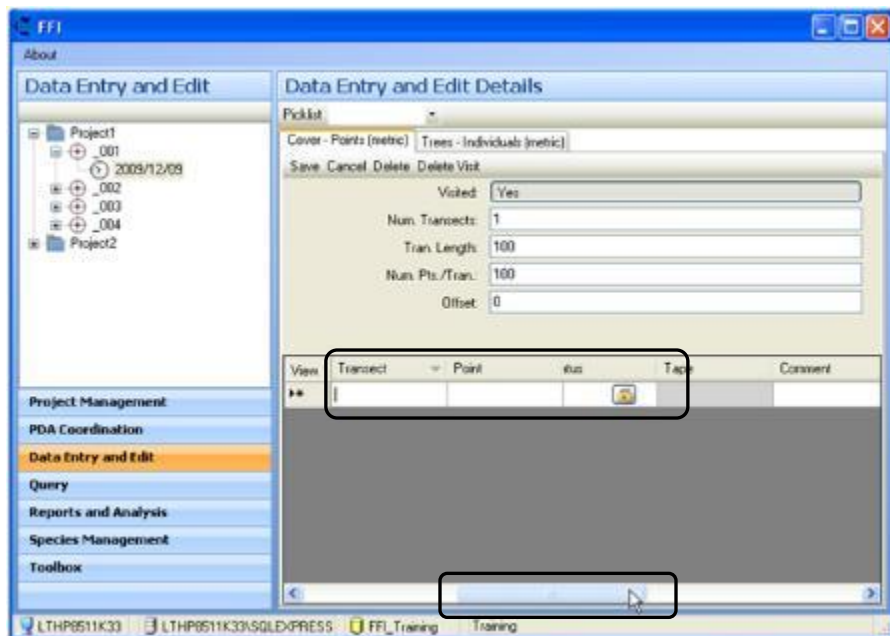 FFI
About
Data Entry and Edit
Project1
_001
2009/12/09
_002
_003
_004
Project2
Project Management
PDA Coordination
Data Entry and Edit
Query
Reports and Analysis
Species Management
Toolbox
Data Entry and Edit Details
Picklist
Cover - Points (metric) Trees - Individuals (metric)
Save Cancel Delete Delete Visit
Visited: Yes
Num. Transects: 1
Tran. Length: 100
Num. Pts./Tran.: 100
Offset: 0
View Transect Point tus Tape Comment
LTHP8511K33 LTHP8511K33\SQLEXPRESS FFI_Training Training